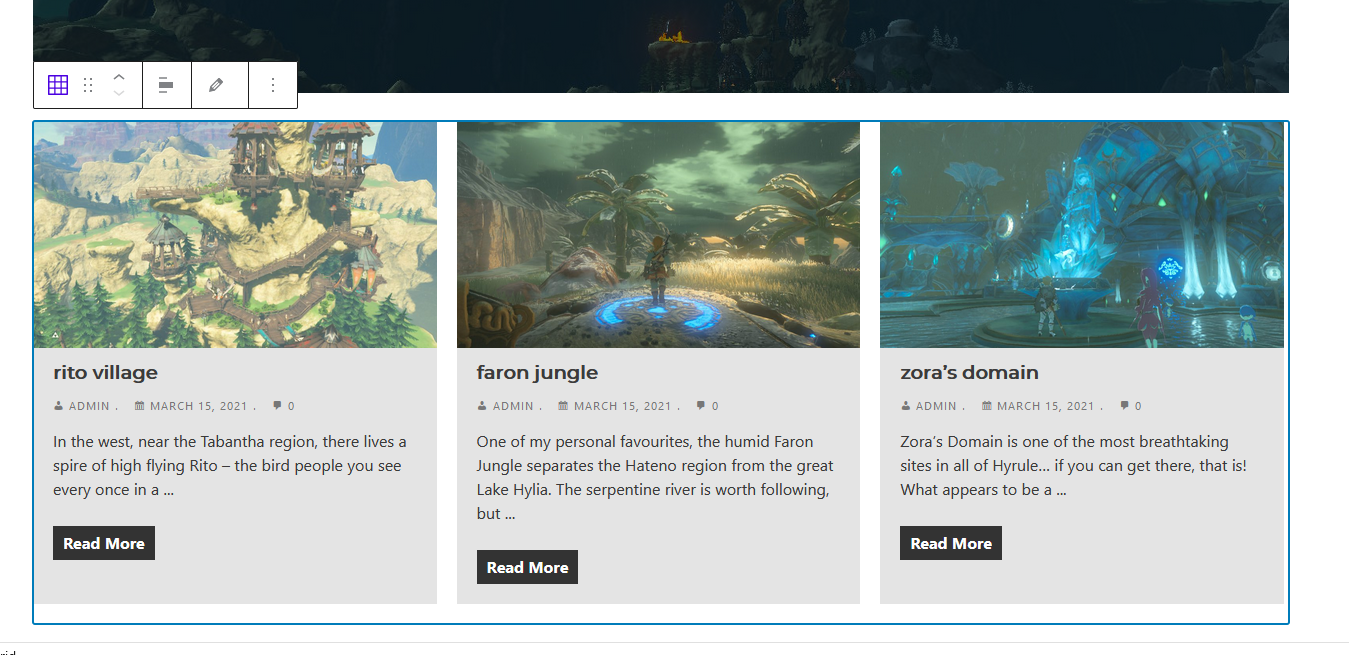 rito village
ADMIN .
MARCH 15, 2021 .
0
In the west, near the Tabantha region, there lives a
spire of high flying Rito – the bird people you see
every once in a ...
Read More
faron jungle
ADMIN .
MARCH 15, 2021 .
0
One of my personal favourites, the humid Faron
Jungle separates the Hateno region from the great
Lake Hylia. The serpentine river is worth following,
but ...
Read More
zora’s domain
ADMIN .
MARCH 15, 2021 .
0
Zora’s Domain is one of the most breathtaking
sites in all of Hyrule… if you can get there, that is!
What appears to be a ...
Read More